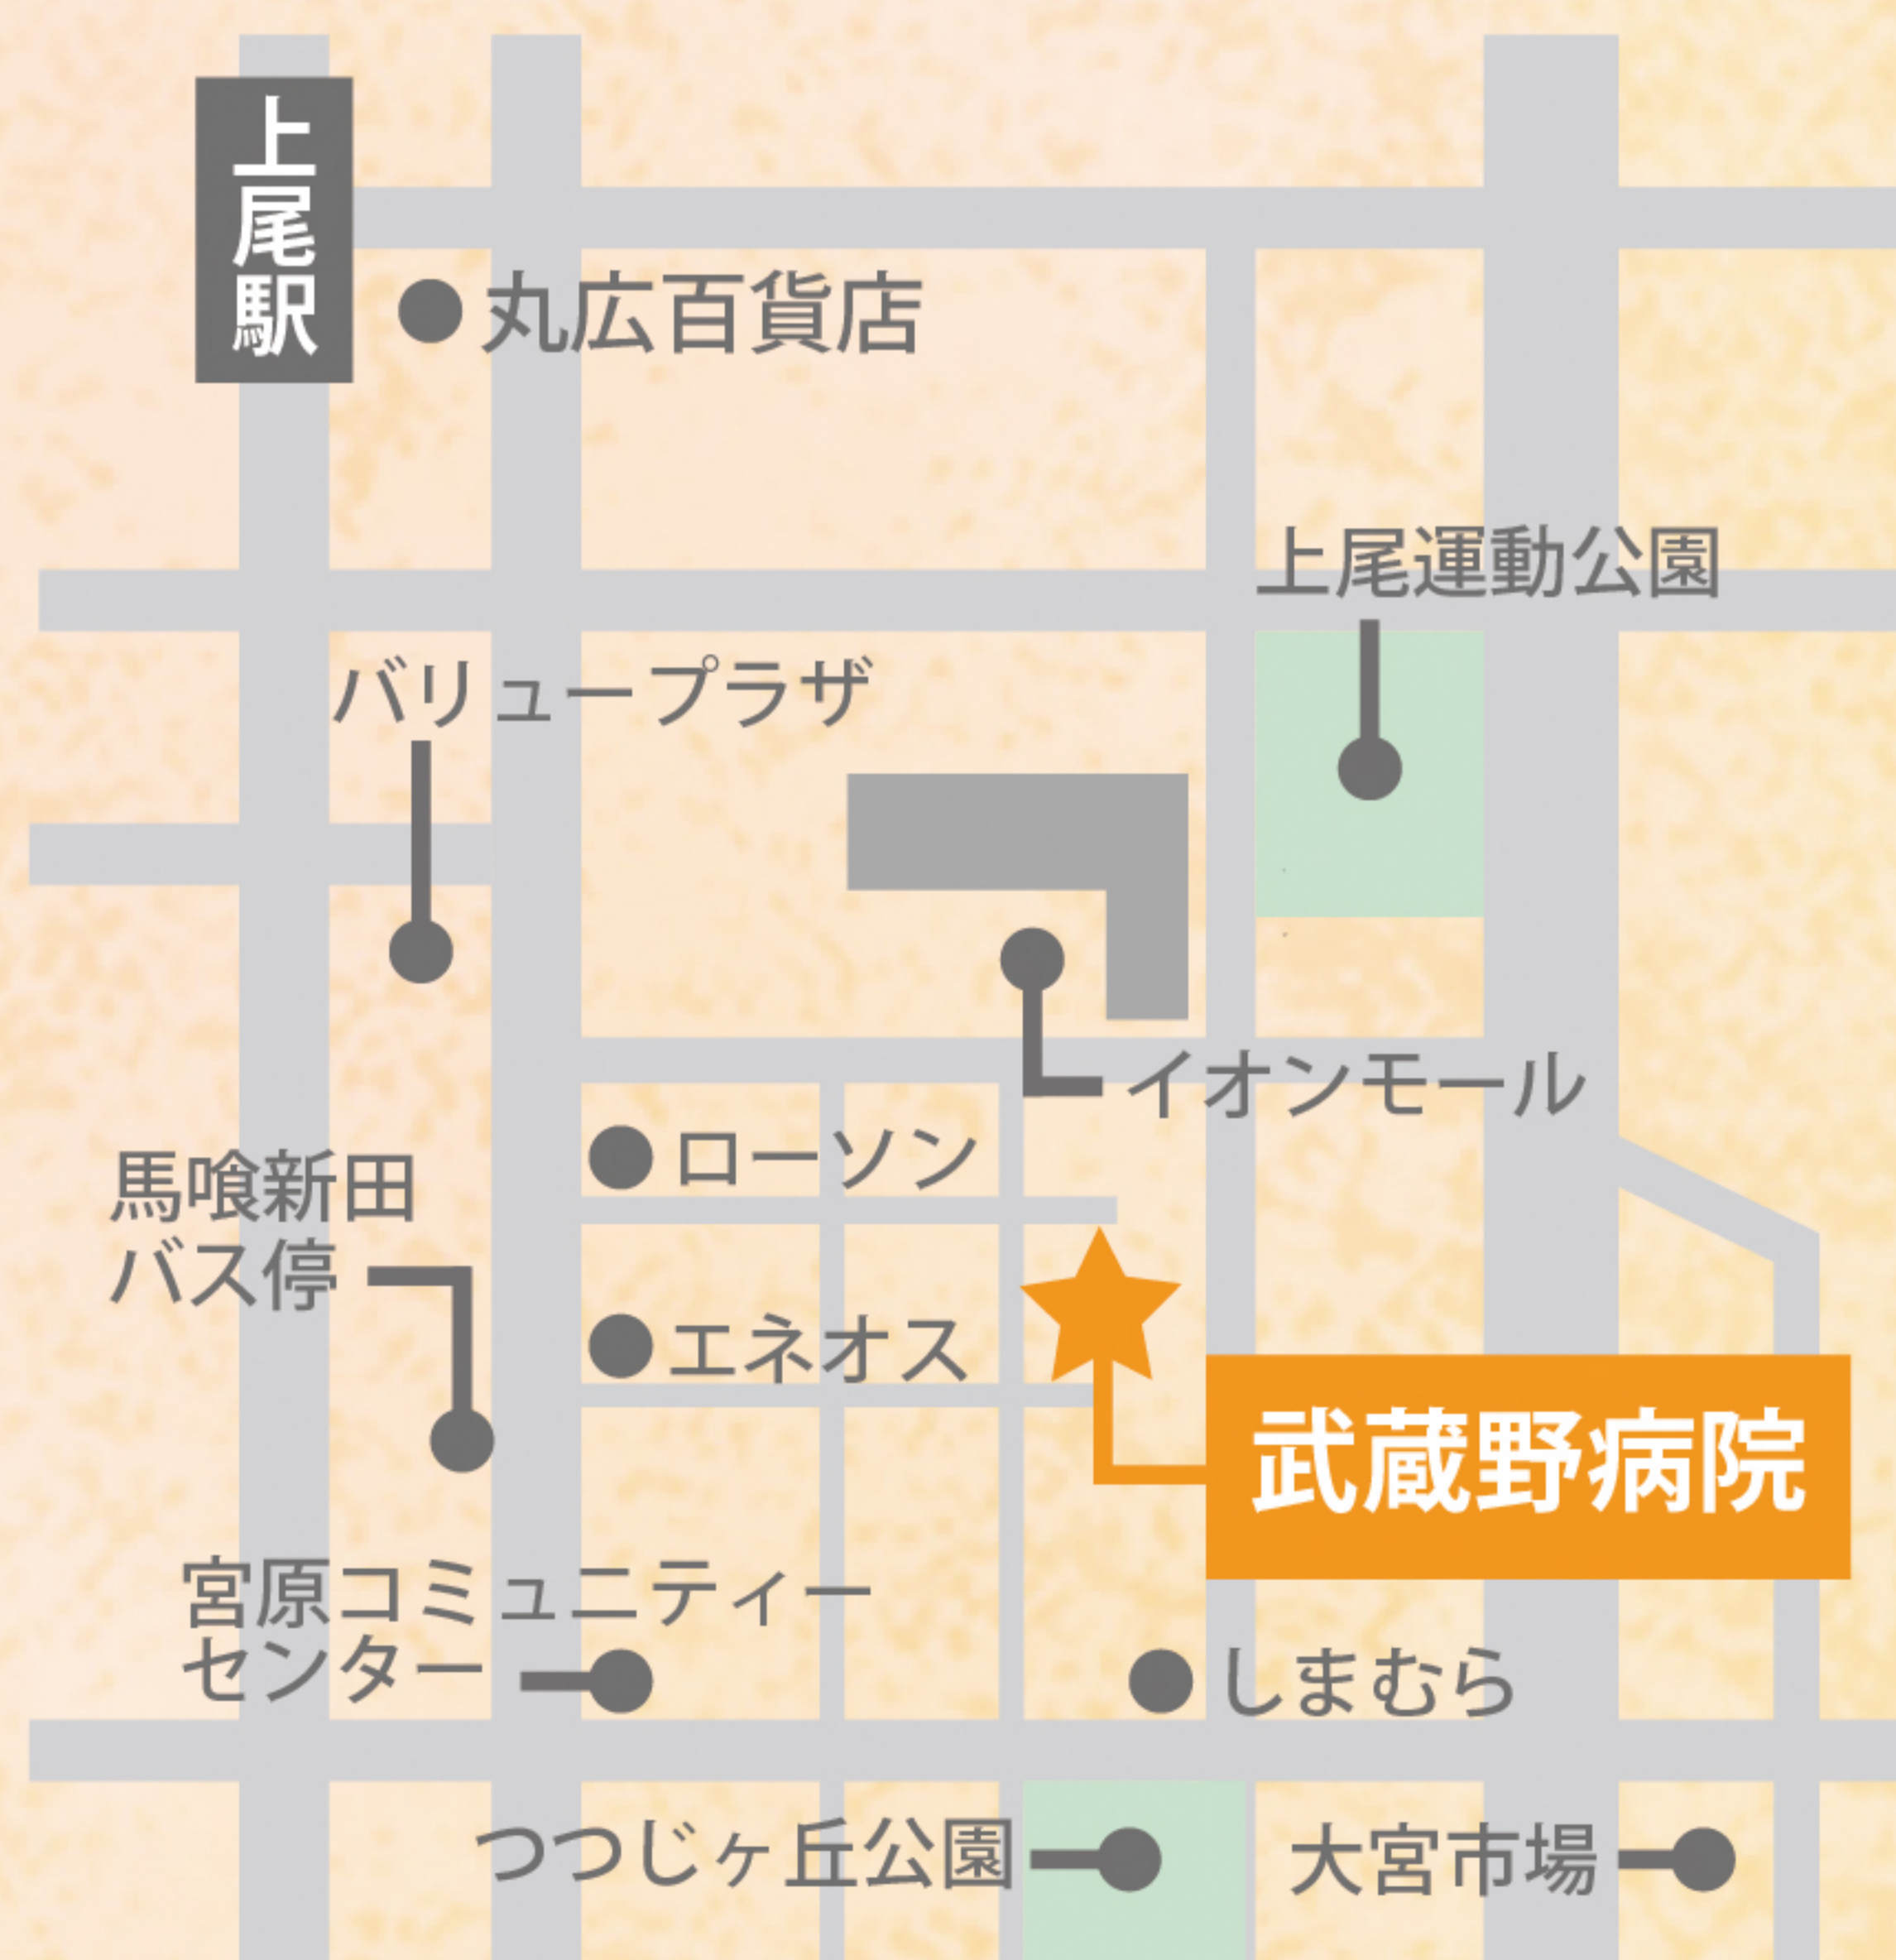 上尾駅
丸広百貨店
上尾運動公園
バリュープラザ
イオンモール
ローソン
馬喰新田
バス停
エネオス
武蔵野病院
宮原コミュニティー
センター
しまむら
つつじヶ丘公園
大宮市場